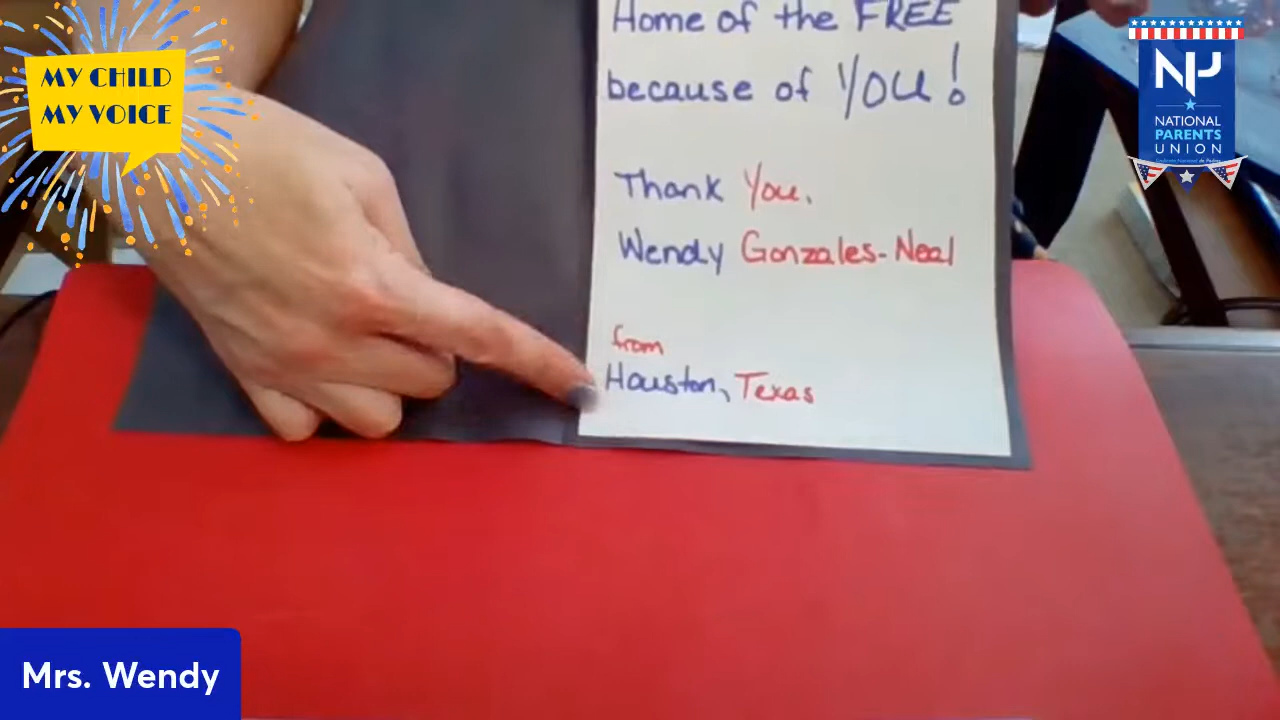 MY CHILD
MY VOICE
Home of the FREE
because of YOU!
Thank You.
Wendy Gonzales-Neal
from
Houston, Texas
NATIONAL
PARENTS
UNION
Mrs. Wendy